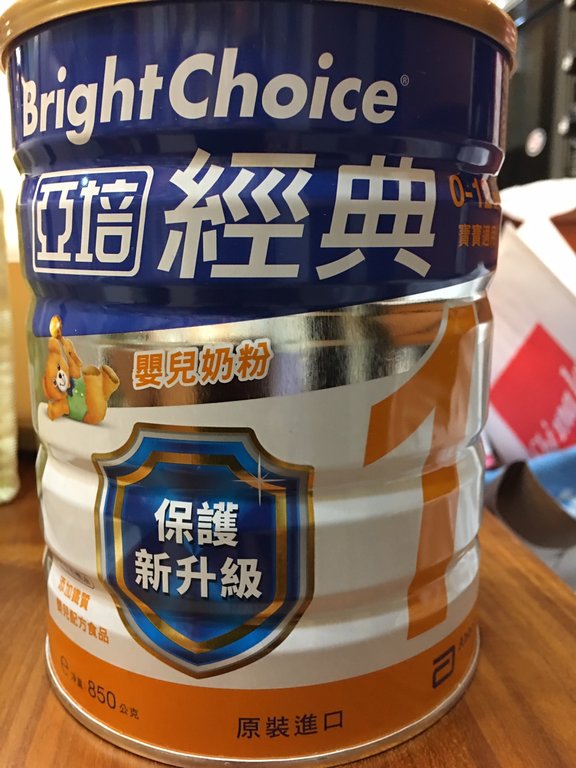 BrightChoice®
亞培 經典
0-12
寶寶適用
嬰兒奶粉
1
保護
新升級
添加鐵質
嬰兒配方食品
e 淨重: 850 公克
原裝進口